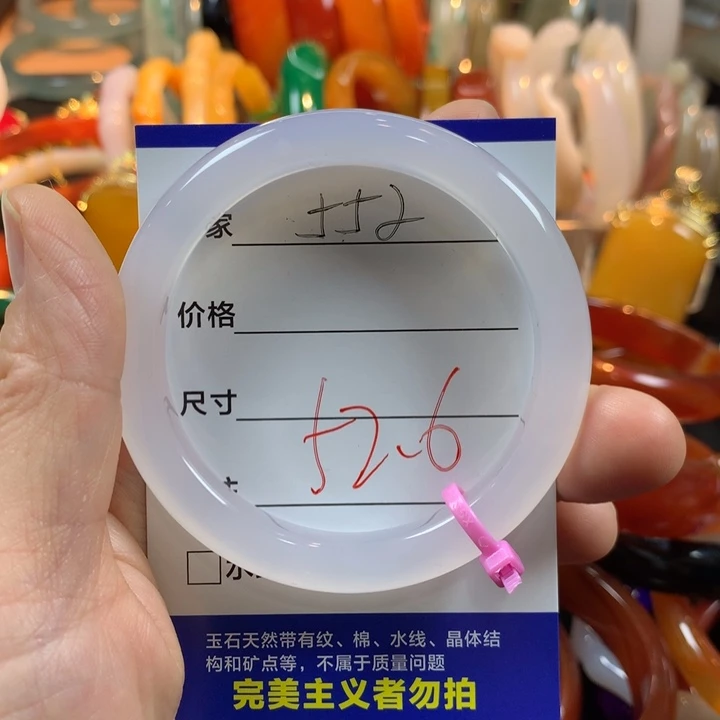 家 552
价格
尺寸
52.6
玉石天然带有纹、棉、水线、晶体结
构和矿点等，不属于质量问题
完美主义者勿拍